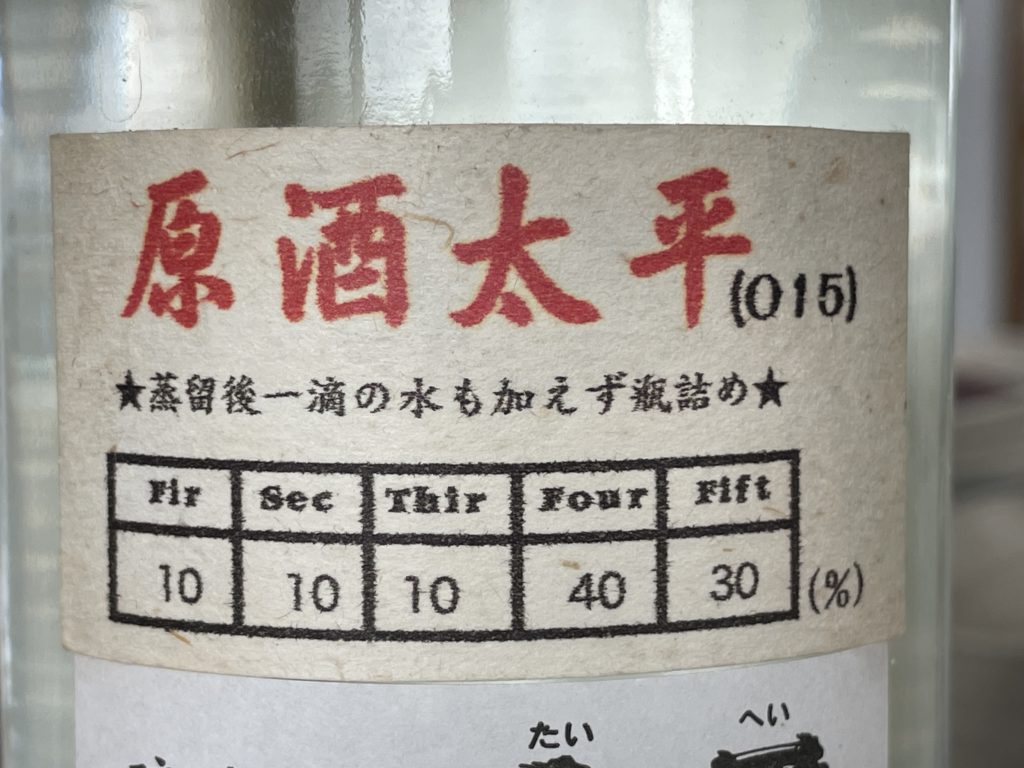 原酒太平(015)
★蒸留後一滴の水も加えず瓶詰め★
Fir Sec Thir Four Fift
10 10 10 40 30 (%)
たい へい